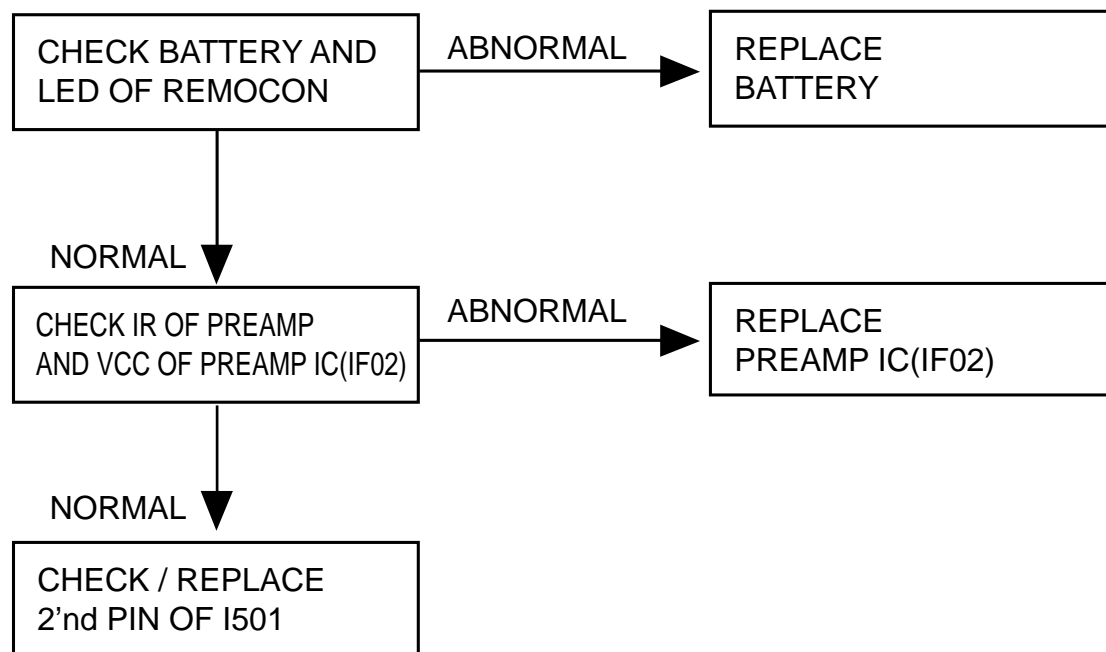 CHECK BATTERY AND
LED OF REMOCON
ABNORMAL
REPLACE
BATTERY
NORMAL
CHECK IR OF PREAMP
AND VCC OF PREAMP IC(IF02)
ABNORMAL
REPLACE
PREAMP IC(IF02)
NORMAL
CHECK / REPLACE
2’nd PIN OF I501